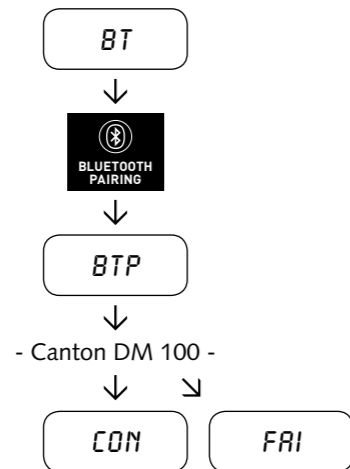 BT
BLUETOOTH
PAIRING
BTP
- Canton DM 100 -
CON FAI